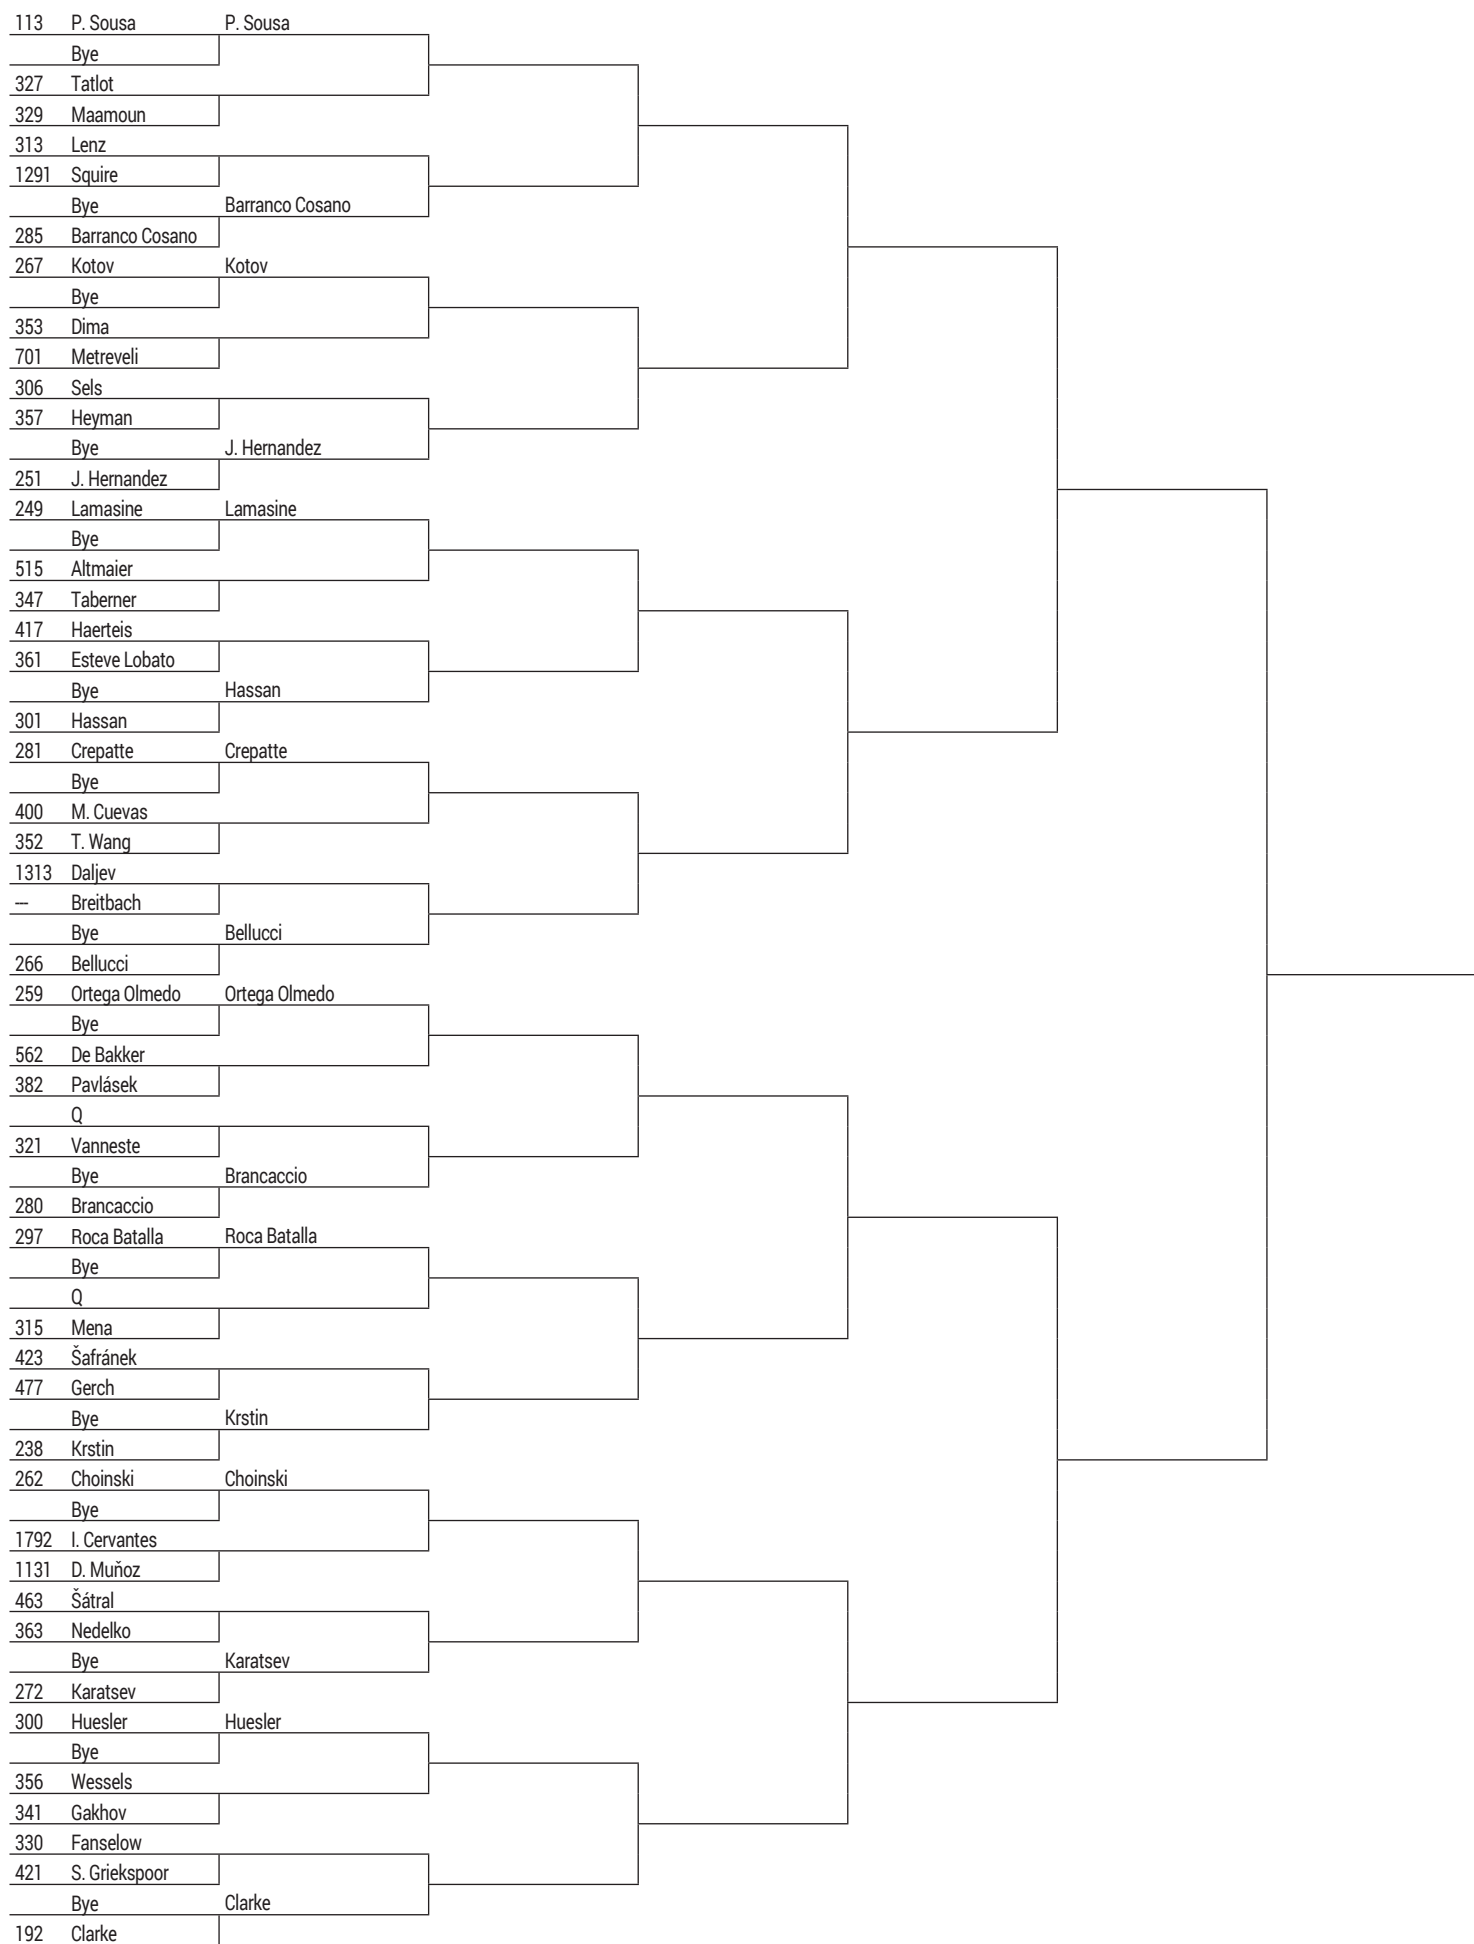 113 P. Sousa P. Sousa
Bye
327 Tatlot
329 Maamoun
313 Lenz
1291 Squire
Bye Barranco Cosano
285 Barranco Cosano
267 Kotov Kotov
Bye
353 Dima
701 Metreveli
306 Sels
357 Heyman
Bye J. Hernandez
251 J. Hernandez
249 Lamasine Lamasine
Bye
515 Altmaier
347 Taberner
417 Haerteis
361 Esteve Lobato
Bye Hassan
301 Hassan
281 Crepatte Crepatte
Bye
400 M. Cuevas
352 T. Wang
1313 Daljev
--- Breitbach
Bye Bellucci
266 Bellucci
259 Ortega Olmedo Ortega Olmedo
Bye
562 De Bakker
382 Pavlásek
Q
321 Vanneste
Bye Brancaccio
280 Brancaccio
297 Roca Batalla Roca Batalla
Bye
Q
315 Mena
423 Šafránek
477 Gerch
Bye Krstin
238 Krstin
262 Choinski Choinski
Bye
1792 I. Cervantes
1131 D. Muňoz
463 Šátral
363 Nedelko
Bye Karatsev
272 Karatsev
300 Huesler Huesler
Bye
356 Wessels
341 Gakhov
330 Fanselow
421 S. Griekspoor
Bye Clarke
192 Clarke